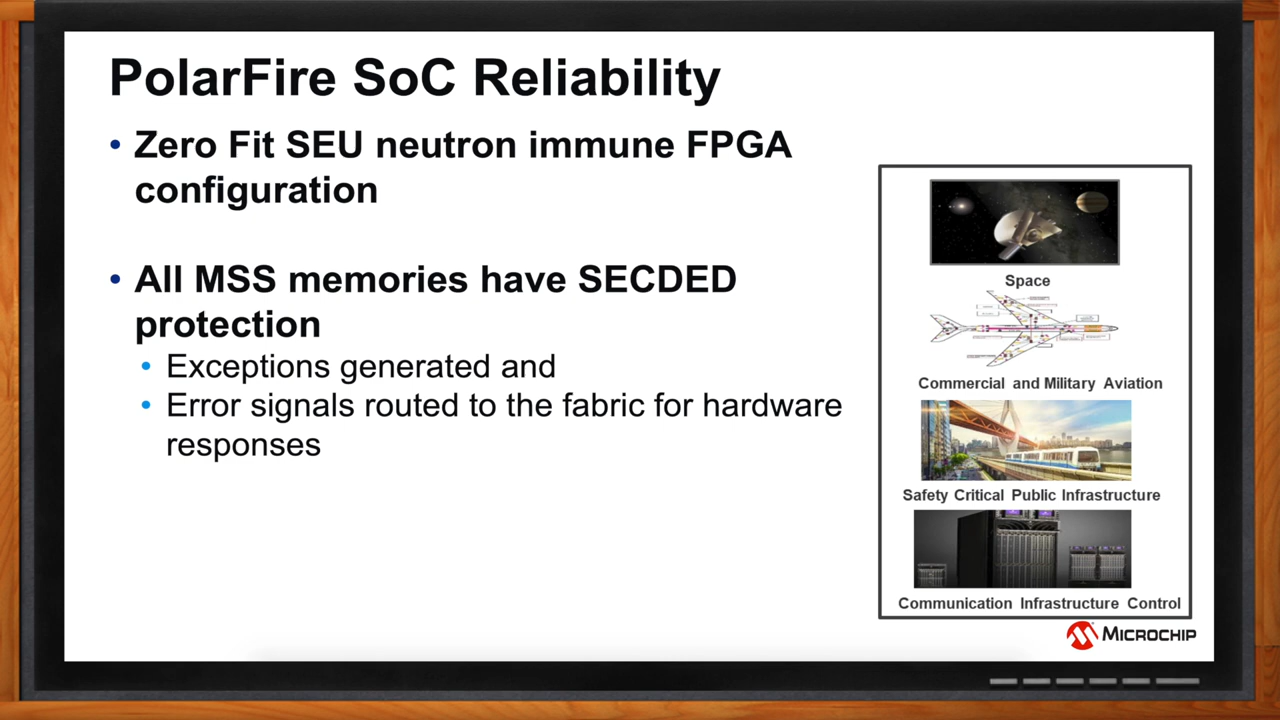 PolarFire SoC Reliability
• Zero Fit SEU neutron immune FPGA
configuration
• All MSS memories have SECDED
protection
• Exceptions generated and
• Error signals routed to the fabric for hardware
responses
Space
Commercial and Military Aviation
Safety Critical Public Infrastructure
Communication Infrastructure Control
MICROCHIP